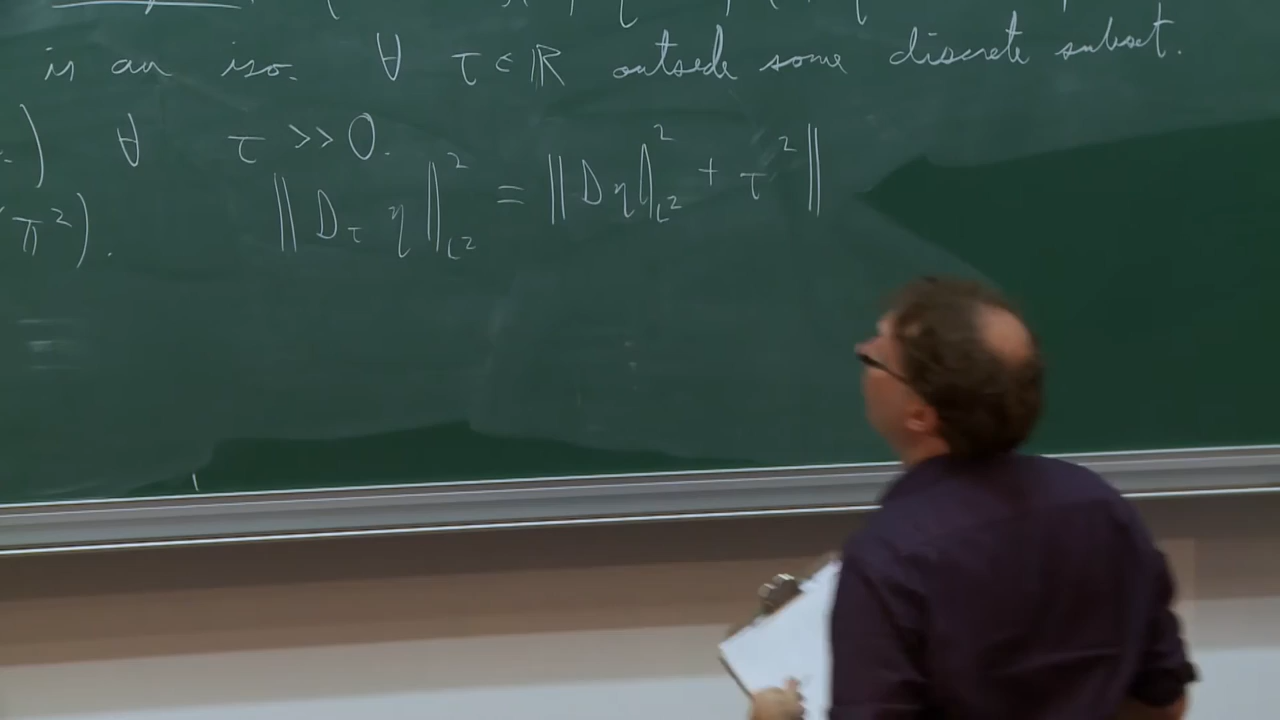 is an iso. ∀ τ ∈ ℝ outside some discrete subset.
) ∀ τ >> 0.
π²). ‖D_τ η‖²_{L²} = ‖Dη‖²_{L²} + τ² ‖